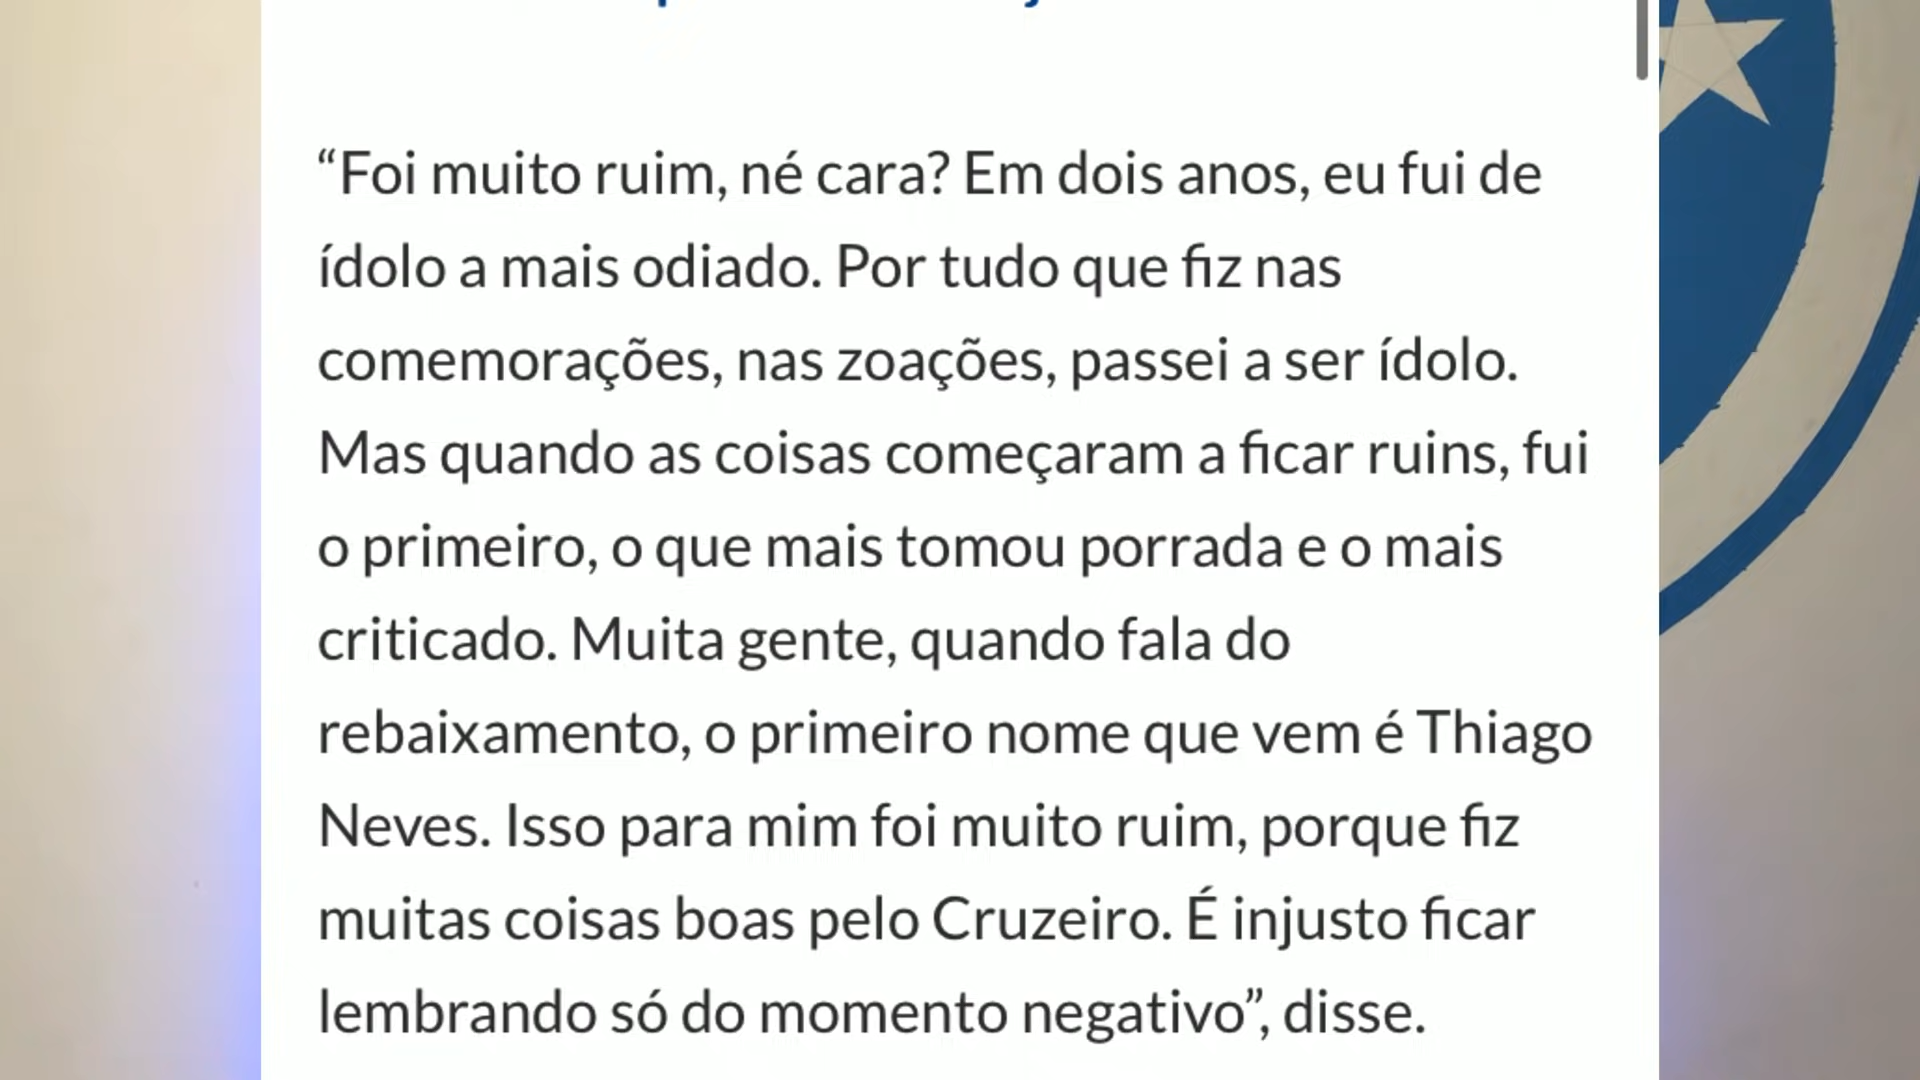 “Foi muito ruim, né cara? Em dois anos, eu fui de
ídolo a mais odiado. Por tudo que fiz nas
comemorações, nas zoações, passei a ser ídolo.
Mas quando as coisas começaram a ficar ruins, fui
o primeiro, o que mais tomou porrada e o mais
criticado. Muita gente, quando fala do
rebaixamento, o primeiro nome que vem é Thiago
Neves. Isso para mim foi muito ruim, porque fiz
muitas coisas boas pelo Cruzeiro. É injusto ficar
lembrando só do momento negativo”, disse.